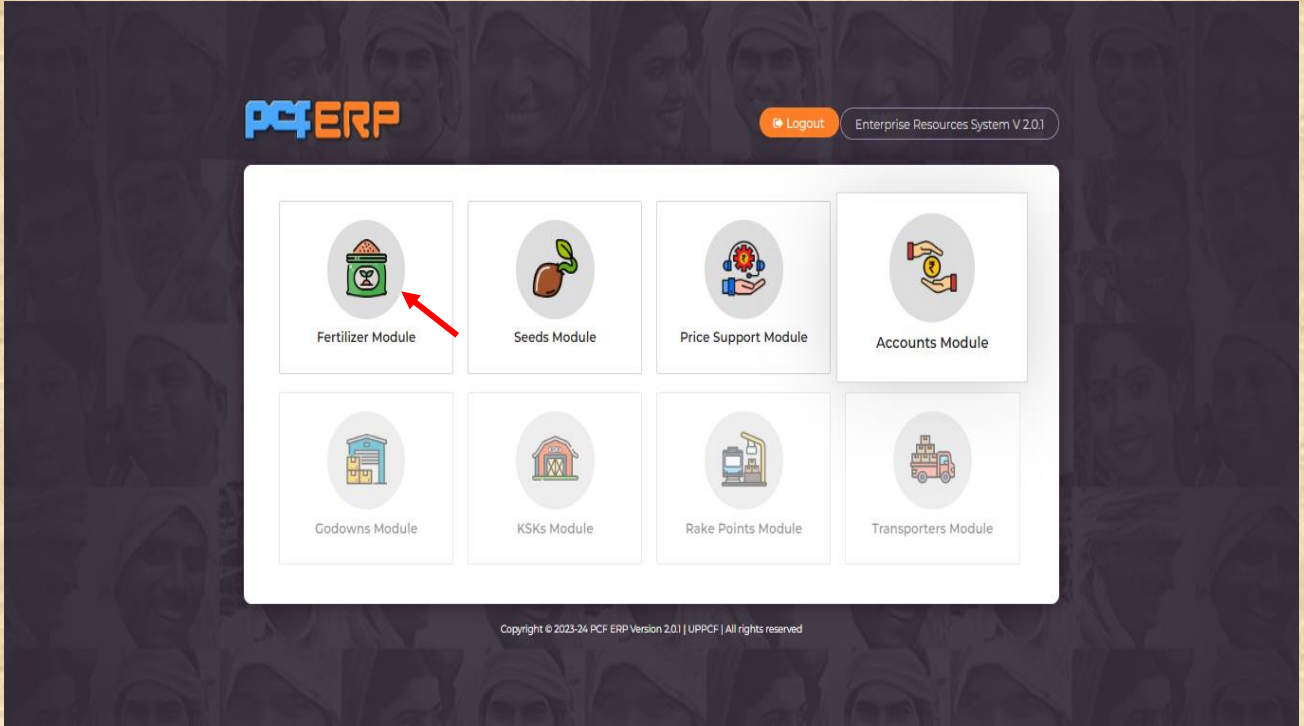 PCF ERP
Logout
Enterprise Resources System V 2.0.1
Fertilizer Module
Seeds Module
Price Support Module
Accounts Module
Godowns Module
KSKs Module
Rake Points Module
Transporters Module
Copyright © 2023-24 PCF ERP Version 2.0.1 | UPPCF | All rights reserved